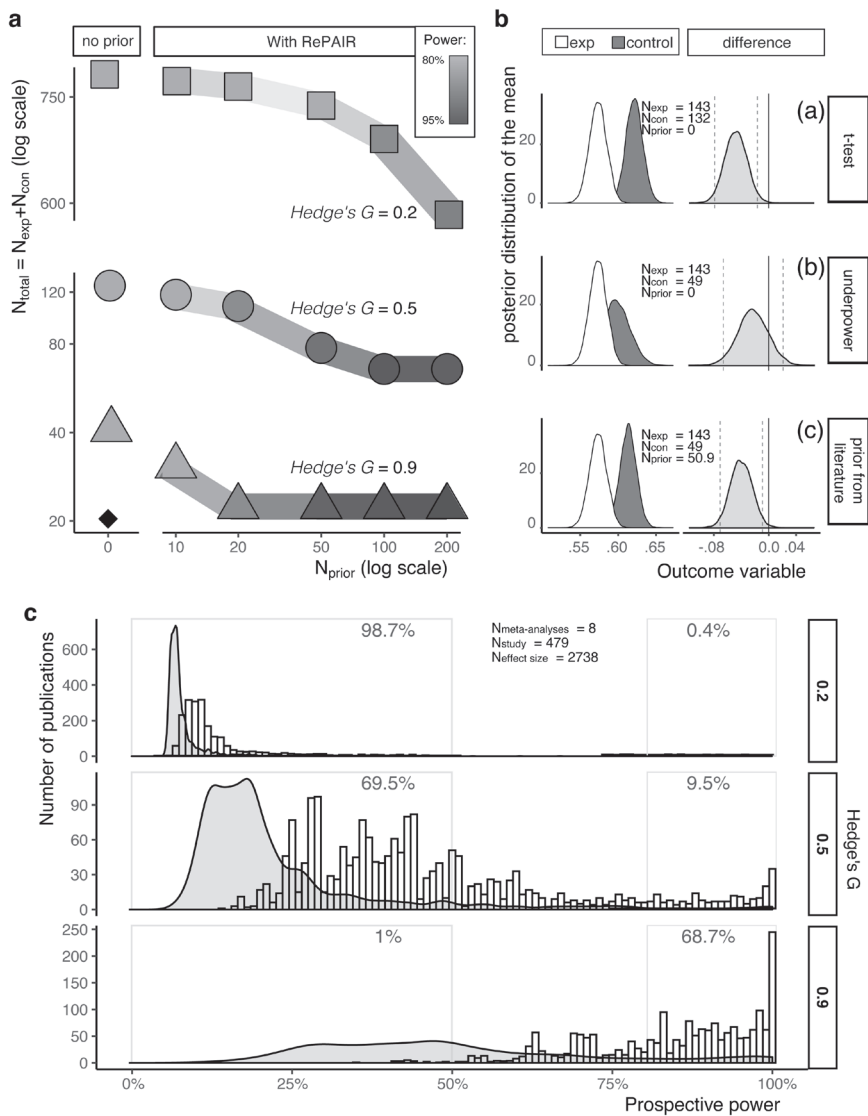 a
no prior
With RePAIR
Power:
80%
95%
N_total = N_exp+N_con (log scale)
750
600
120
80
40
20
Hedge's G = 0.2
Hedge's G = 0.5
Hedge's G = 0.9
0
10
20
50
100
200
N_prior (log scale)
b
exp
control
difference
posterior distribution of the mean
20
0
Nexp = 143
Ncon = 132
Nprior = 0
(a)
t-test
20
0
Nexp = 143
Ncon = 49
Nprior = 0
(b)
underpower
20
0
Nexp = 143
Ncon = 49
Nprior = 50.9
(c)
prior from
literature
.55
.60
.65
-.08
0.0
0.04
Outcome variable
c
Number of publications
600
400
200
0
98.7%
Nmeta-analyses = 8
Nstudy = 479
Neffect size = 2738
0.4%
0.2
90
60
30
0
69.5%
9.5%
0.5
Hedge's G
250
200
150
100
50
0
1%
68.7%
0.9
0%
25%
50%
75%
100%
Prospective power